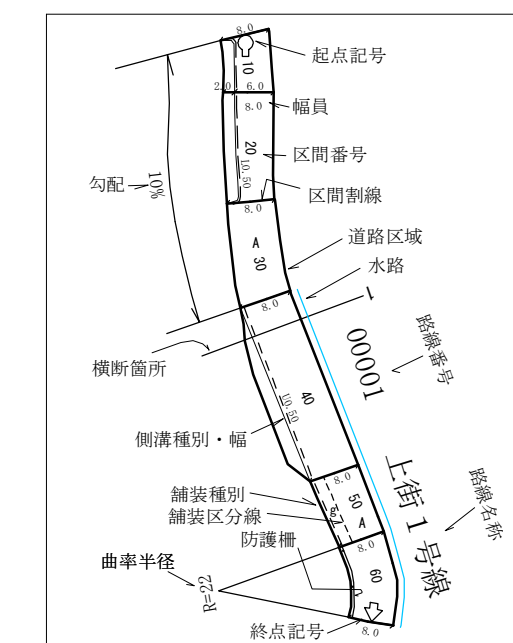 8.0
起点記号
10
2.0 6.0
8.0
幅員
20
区間番号
L0.50
勾配
10%
区間割線
8.0
道路区域
A
30
水路
8.0
1
横断箇所
00001
路線番号
40
U0.50
側溝種別・幅
上街1号線
路線名称
8.0
舗装種別
50
g
A
舗装区分線
防護柵
8.0
曲率半径
60
R=22
終点記号
8.0